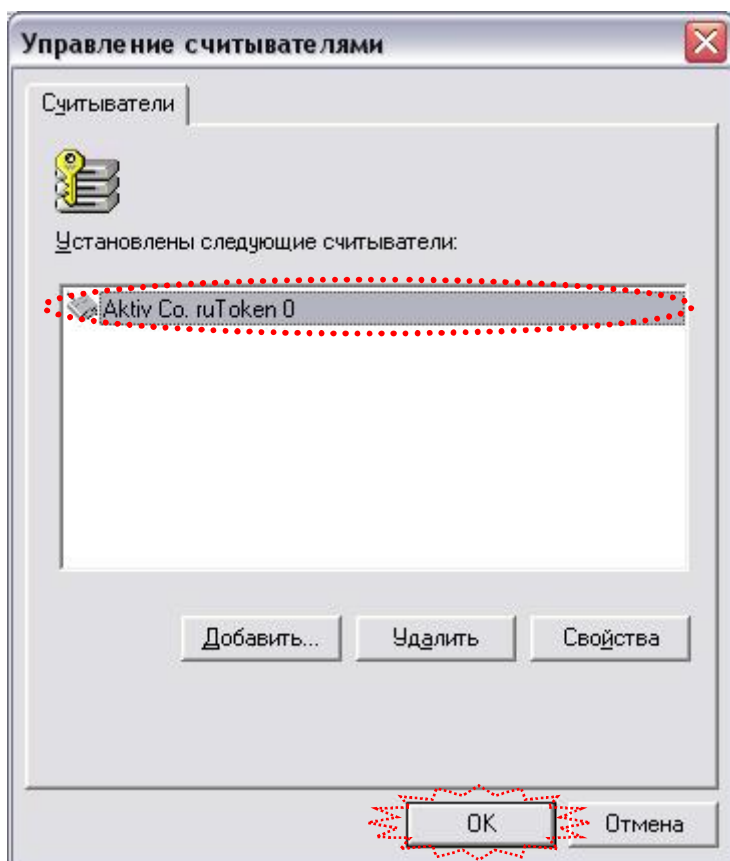 Управление считывателями
Считыватели
Установлены следующие считыватели:
Aktiv Co. ruToken 0
Добавить... Удалить Свойства
OK Отмена